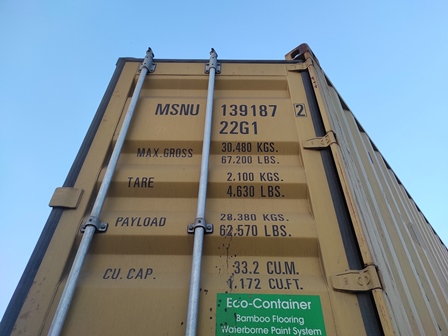 MSNU 139187 2
22G1
MAX.GROSS 30.480 KGS.
67.200 LBS.
TARE 2.100 KGS.
4.630 LBS.
PAYLOAD 28.380 KGS.
62.570 LBS.
CU.CAP. 33.2 CU.M.
1.172 CU.FT.
Eco-Container
Bamboo Flooring
Waterborne Paint System